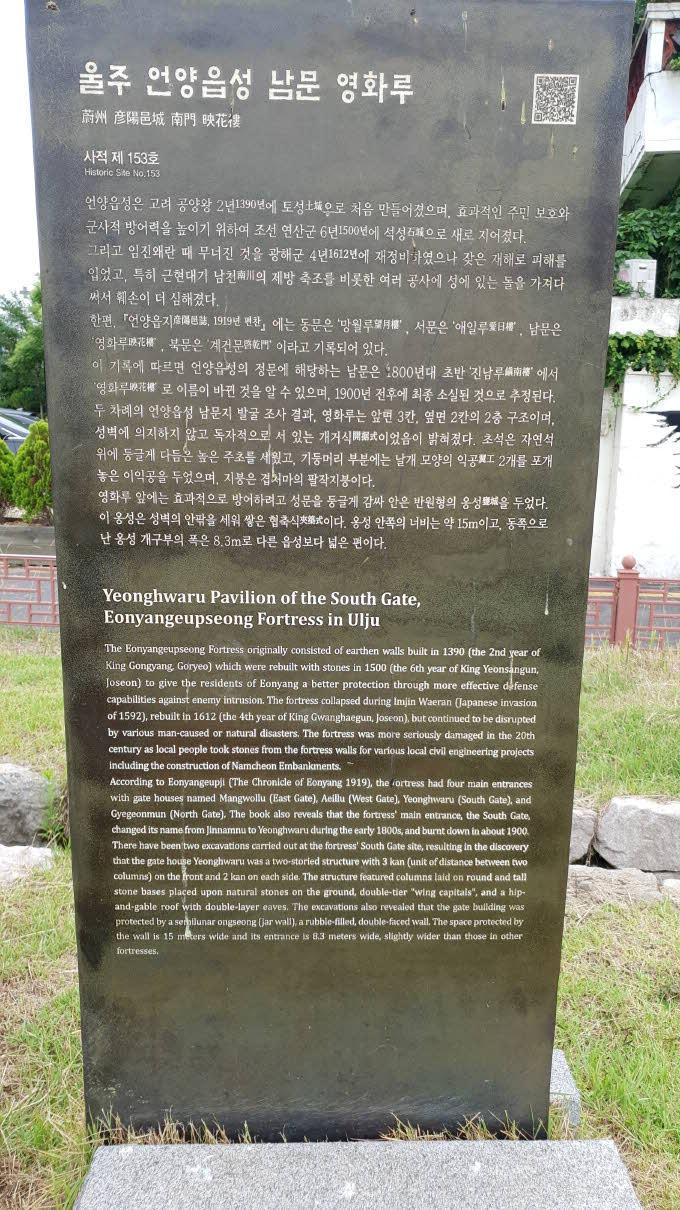 울주 언양읍성 남문 영화루
蔚州 彦陽邑城 南門 映花樓
사적 제 153호
Historic Site No.153
언양읍성은 고려 공양왕 2년1390년에 토성土城으로 처음 만들어졌으며, 효과적인 주민 보호와
군사적 방어력을 높이기 위하여 조선 연산군 6년1500년에 석성石城으로 새로 지어졌다.
그리고 임진왜란 때 무너진 것을 광해군 4년1612년에 재정비하였으나 잦은 재해로 피해를
입었고, 특히 근현대기 남천南川의 제방 축조를 비롯한 여러 공사에 성에 있는 돌을 가져다
써서 훼손이 더 심해졌다.
한편, 『언양읍지彦陽邑誌, 1919년 편찬』에는 동문은 '망월루望月樓', 서문은 '애일루愛日樓', 남문은
'영화루映花樓', 북문은 '계건문啓乾門' 이라고 기록되어 있다.
이 기록에 따르면 언양읍성의 정문에 해당하는 남문은 1800년대 초반 '진남루鎭南樓' 에서
'영화루映花樓' 로 이름이 바뀐 것을 알 수 있으며, 1900년 전후에 최종 소실된 것으로 추정된다.
두 차례의 언양읍성 남문지 발굴 조사 결과, 영화루는 앞면 3칸, 옆면 2칸의 2층 구조이며,
성벽에 의지하지 않고 독자적으로 서 있는 개거식開据式이었음이 밝혀졌다. 초석은 자연석
위에 둥글게 다듬은 높은 주초를 세웠고, 기둥머리 부분에는 날개 모양의 익공翼工 2개를 포개
놓은 이익공을 두었으며, 지붕은 겹처마의 팔작지붕이다.
영화루 앞에는 효과적으로 방어하려고 성문을 둥글게 감싸 안은 반원형의 옹성甕城을 두었다.
이 옹성은 성벽의 안팎을 세워 쌓은 협축식夾築式이다. 옹성 안쪽의 너비는 약 15m이고, 동쪽으로
난 옹성 개구부의 폭은 8.3m로 다른 읍성보다 넓은 편이다.
Yeonghwaru Pavilion of the South Gate,
Eonyangeupseong Fortress in Ulju
The Eonyangeupseong Fortress originally consisted of earthen walls built in 1390 (the 2nd year of
King Gongyang, Goryeo) which were rebuilt with stones in 1500 (the 6th year of King Yeonsangun,
Joseon) to give the residents of Eonyang a better protection through more effective defense
capabilities against enemy intrusion. The fortress collapsed during Imjin Waeran (Japanese invasion
of 1592), rebuilt in 1612 (the 4th year of King Gwanghaegun, Joseon), but continued to be disrupted
by various man-caused or natural disasters. The fortress was more seriously damaged in the 20th
century as local people took stones from the fortress walls for various local civil engineering projects
including the construction of Namcheon Embankments.
According to Eonyangeupji (The Chronicle of Eonyang 1919), the fortress had four main entrances
with gate houses named Mangwollu (East Gate), Aeillu (West Gate), Yeonghwaru (South Gate), and
Gyegeonmun (North Gate). The book also reveals that the fortress' main entrance, the South Gate,
changed its name from Jinnamnu to Yeonghwaru during the early 1800s, and burnt down in about 1900.
There have been two excavations carried out at the fortress' South Gate site, resulting in the discovery
that the gate house Yeonghwaru was a two-storied structure with 3 kan (unit of distance between two
columns) on the front and 2 kan on each side. The structure featured columns laid on round and tall
stone bases placed upon natural stones on the ground, double-tier "wing capitals", and a hip-
and-gable roof with double-layer eaves. The excavations also revealed that the gate building was
protected by a semilunar ongseong (jar wall), a rubble-filled, double-faced wall. The space protected by
the wall is 15 meters wide and its entrance is 8.3 meters wide, slightly wider than those in other
fortresses.